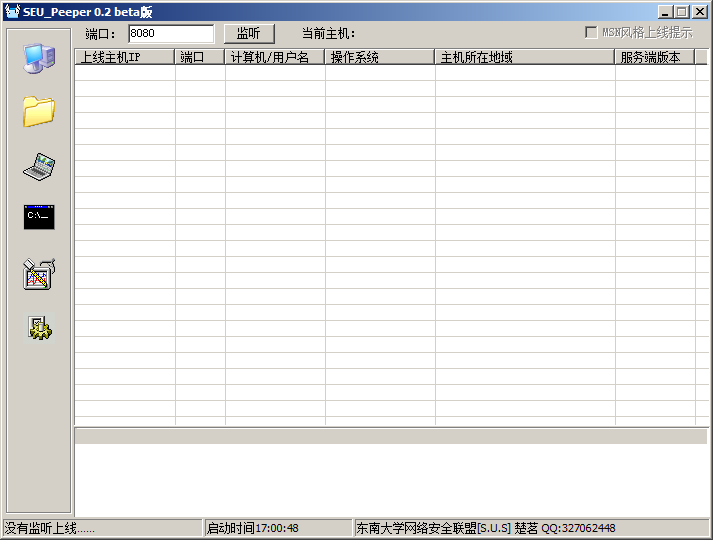 SEU_Peeper 0.2 beta版
端口: 8080 监听 当前主机: MSN风格上线提示
上线主机IP 端口 计算机/用户名 操作系统 主机所在地域 服务端版本
C:\_
没有监听上线...... 启动时间17:00:48 东南大学网络安全联盟[S.U.S] 楚茗 QQ:327062448